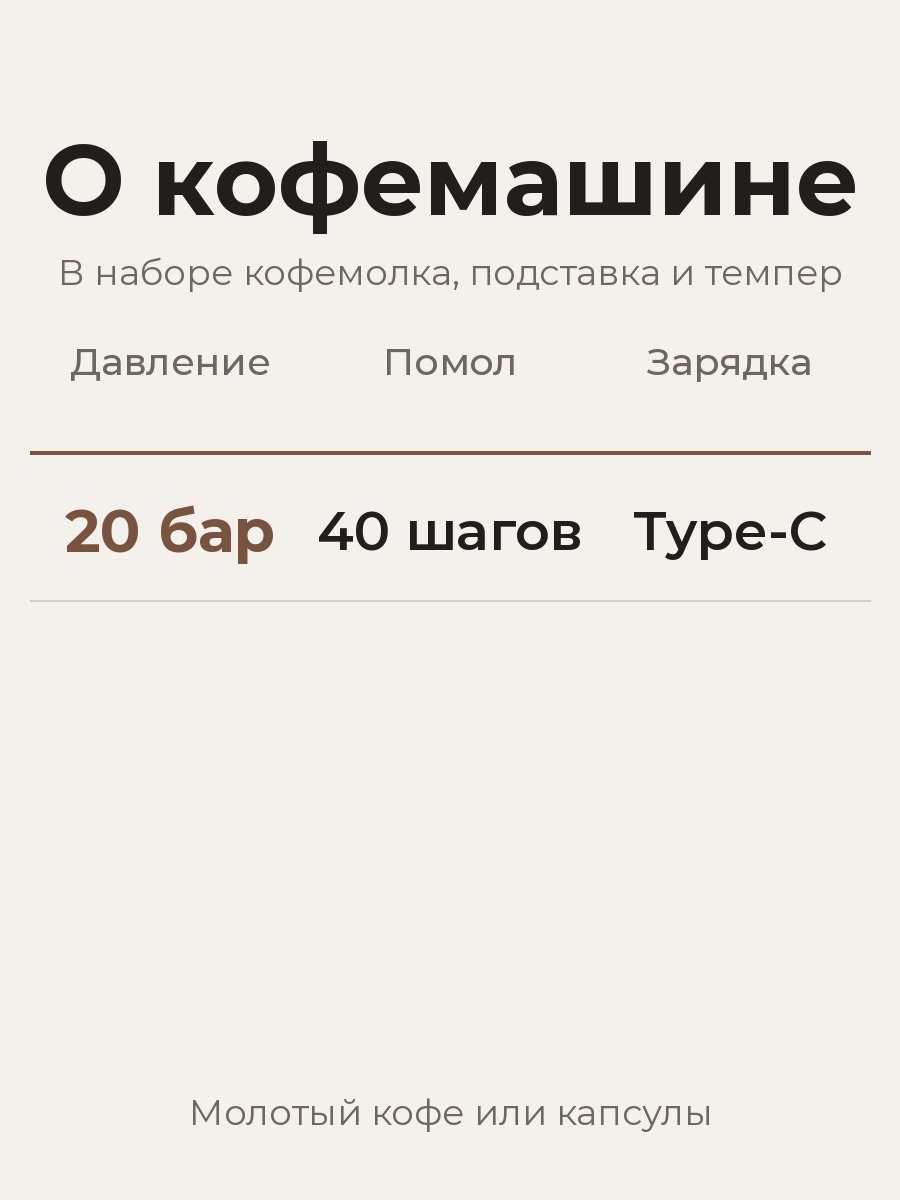 О кофемашине
В наборе кофемолка, подставка и темпер
Давление Помол Зарядка
20 бар 40 шагов Type-C
Молотый кофе или капсулы